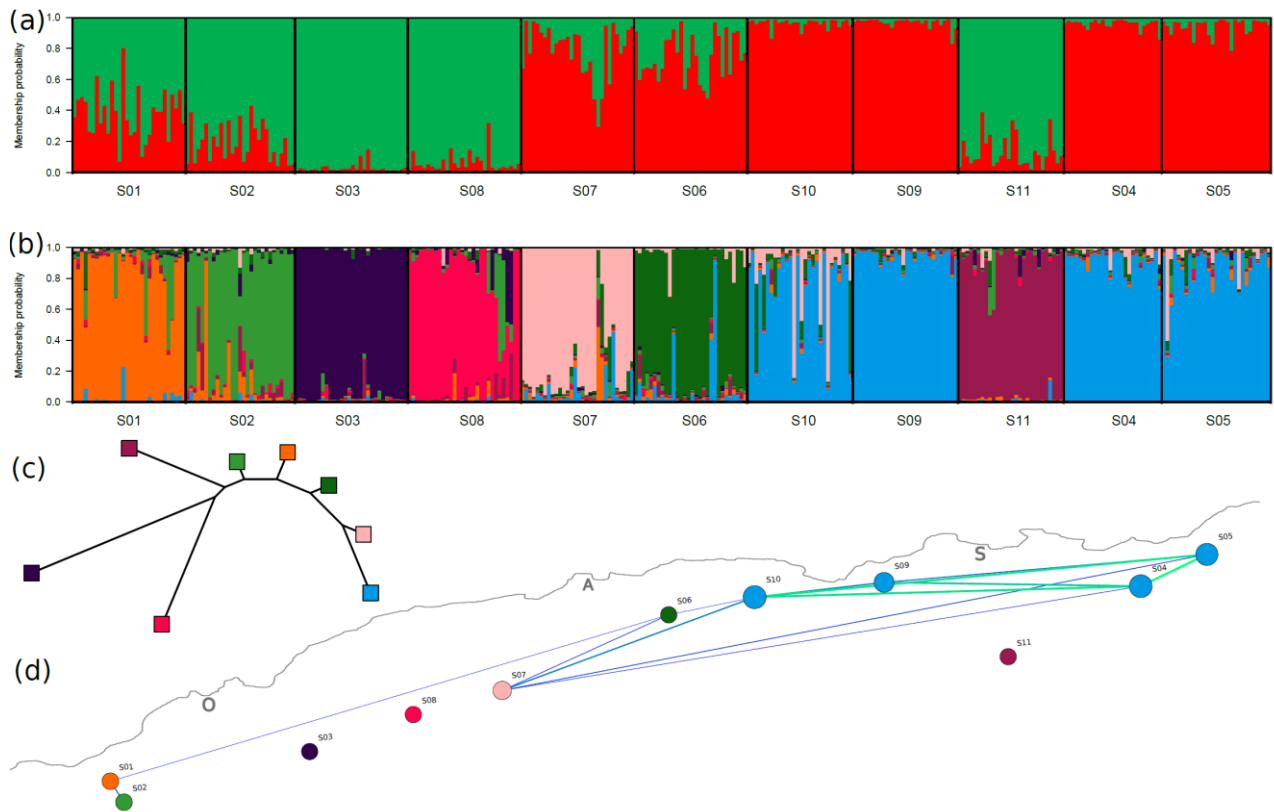 (a)
Membership probability
1.0
0.8
0.6
0.4
0.2
0.0
S01 S02 S03 S08 S07 S06 S10 S09 S11 S04 S05
(b)
Membership probability
1.0
0.8
0.6
0.4
0.2
0.0
S01 S02 S03 S08 S07 S06 S10 S09 S11 S04 S05
(c)
S
S05
A
S09
S10
S04
S06
S11
(d)
S07
O
S08
S03
S01
S02